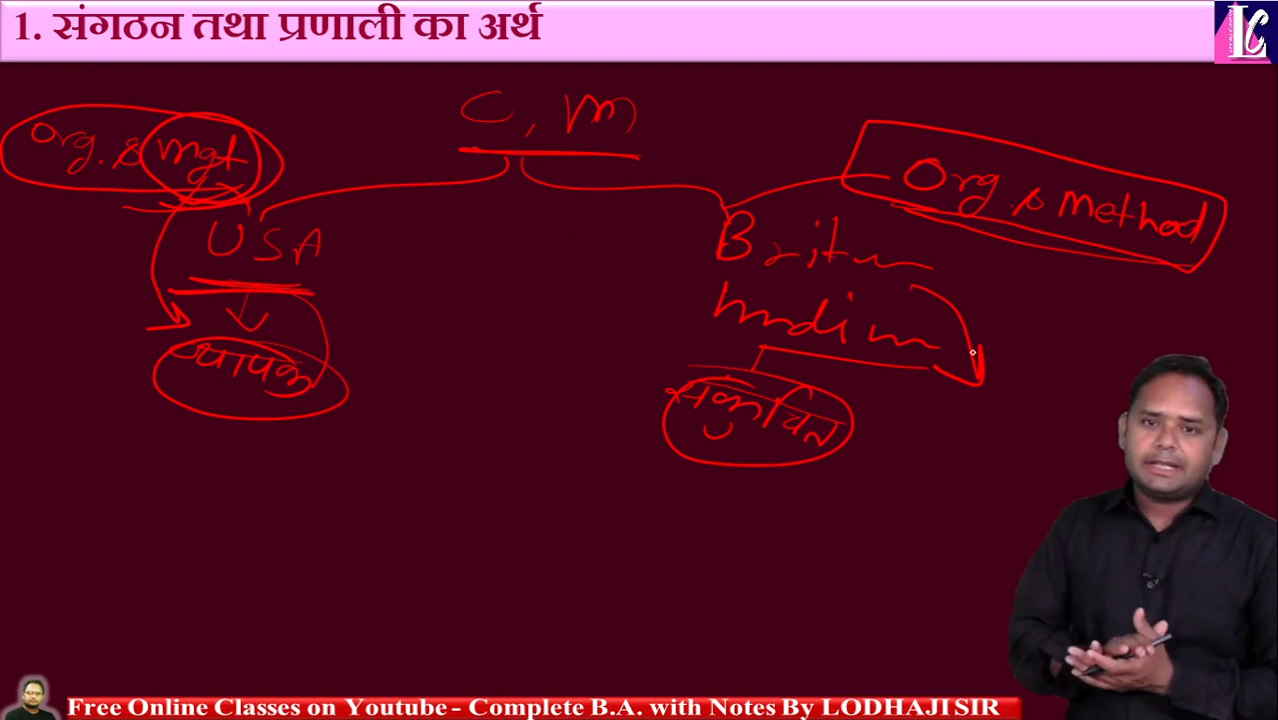 1. संगठन तथा प्रणाली का अर्थ
LC
C, M
Org. & mgt
Org. & method
USA
Britain
व्यापक
संकुचित
Free Online Classes on Youtube - Complete B.A. with Notes By LODHAJI SIR